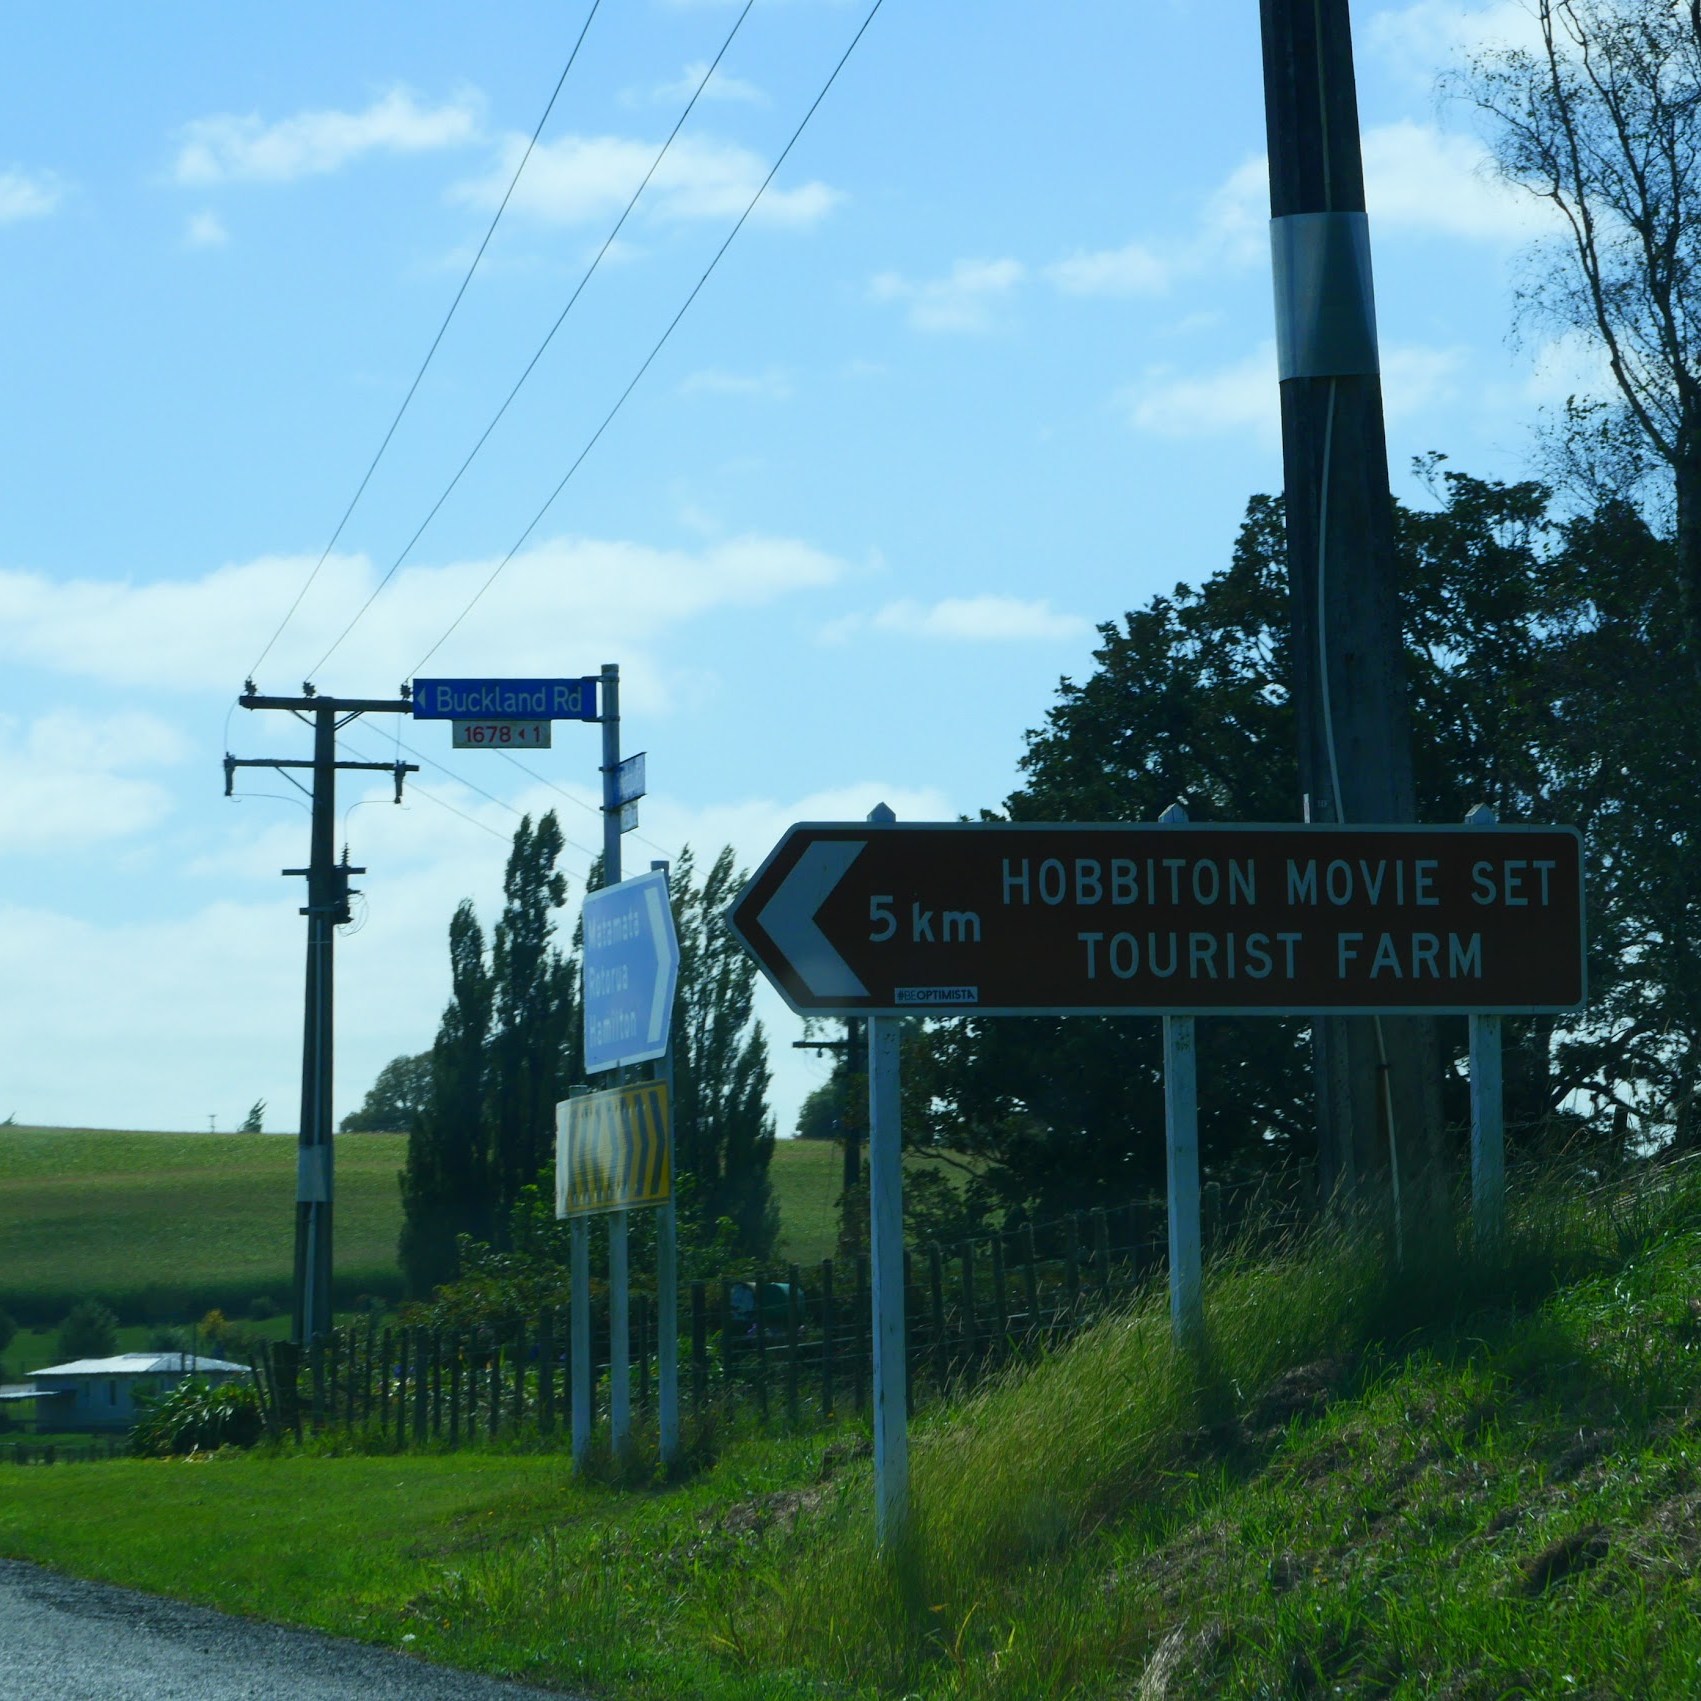 Buckland Rd
1678 1
Matamata
Rotorua
Hamilton
5 km
HOBBITON MOVIE SET
TOURIST FARM
#BEOPTIMISTA